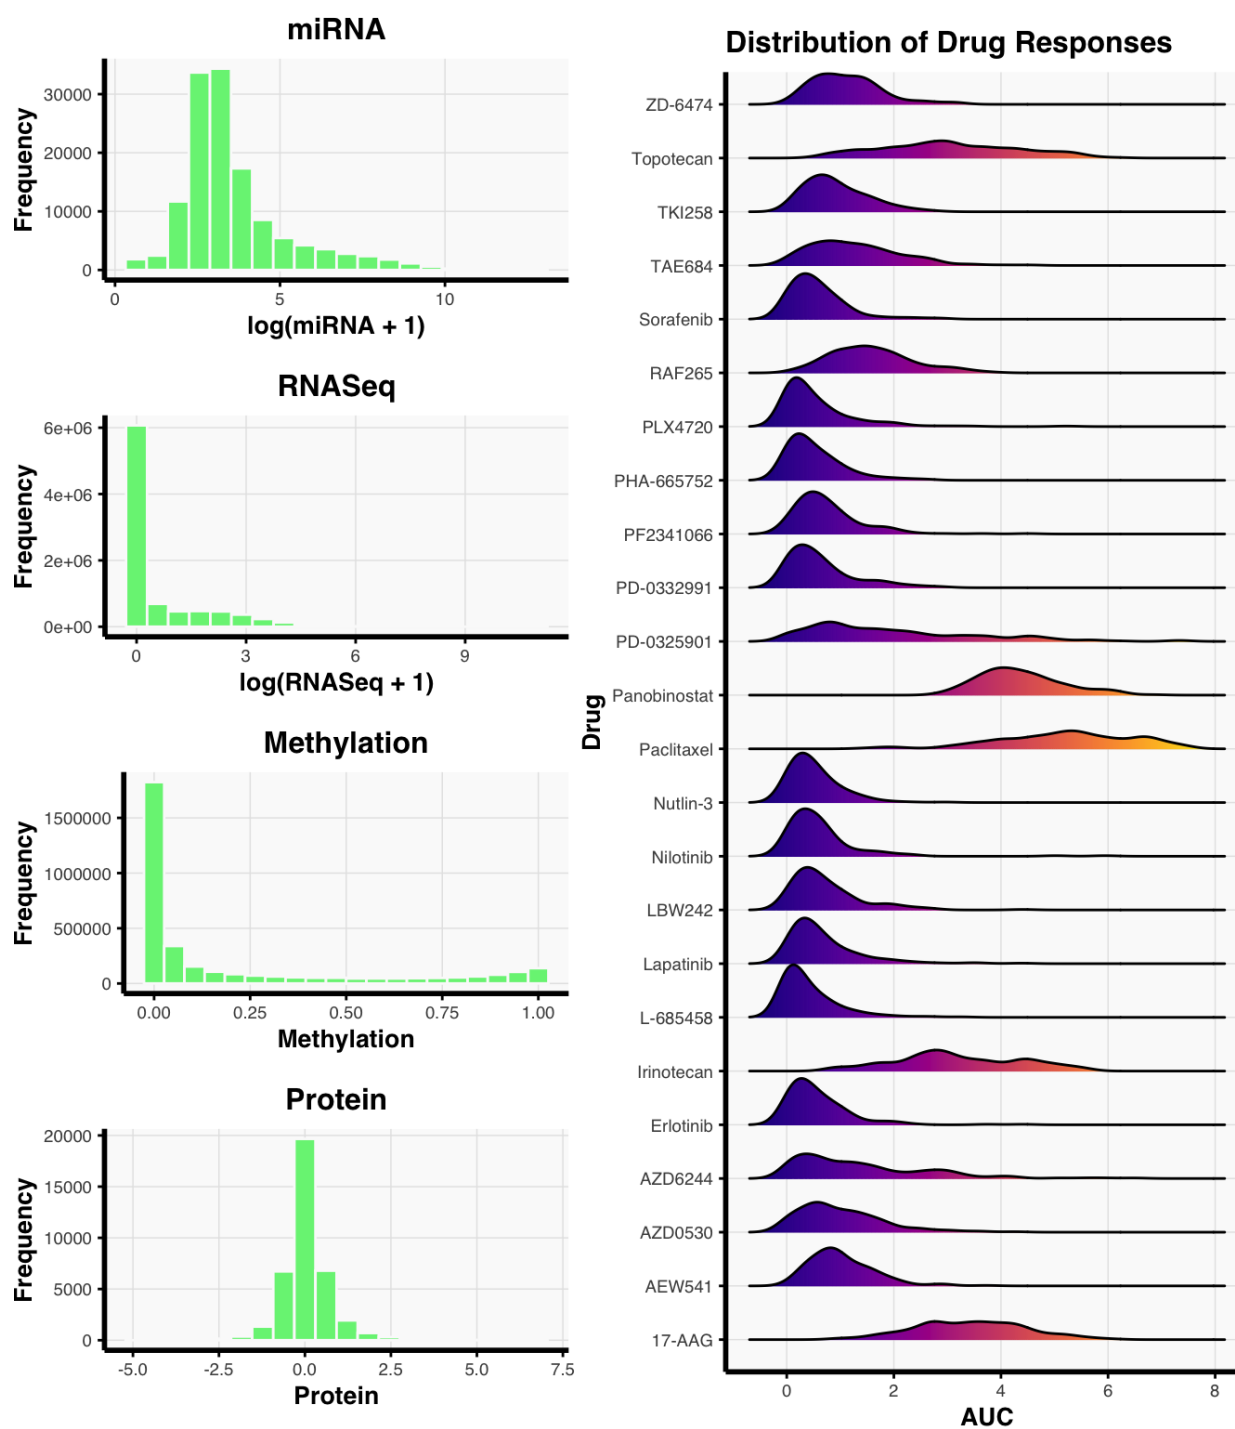 miRNA
Frequency
30000
20000
10000
0
0 5 10
log(miRNA + 1)
RNASeq
Frequency
6e+06
4e+06
2e+06
0e+00
0 3 6 9
log(RNASeq + 1)
Methylation
Frequency
1500000
1000000
500000
0
0.00 0.25 0.50 0.75 1.00
Methylation
Protein
Frequency
20000
15000
10000
5000
0
-5.0 -2.5 0.0 2.5 5.0 7.5
Protein
Distribution of Drug Responses
Drug
ZD-6474
Topotecan
TKI258
TAE684
Sorafenib
RAF265
PLX4720
PHA-665752
PF2341066
PD-0332991
PD-0325901
Panobinostat
Paclitaxel
Nutlin-3
Nilotinib
LBW242
Lapatinib
L-685458
Irinotecan
Erlotinib
AZD6244
AZD0530
AEW541
17-AAG
0 2 4 6 8
AUC